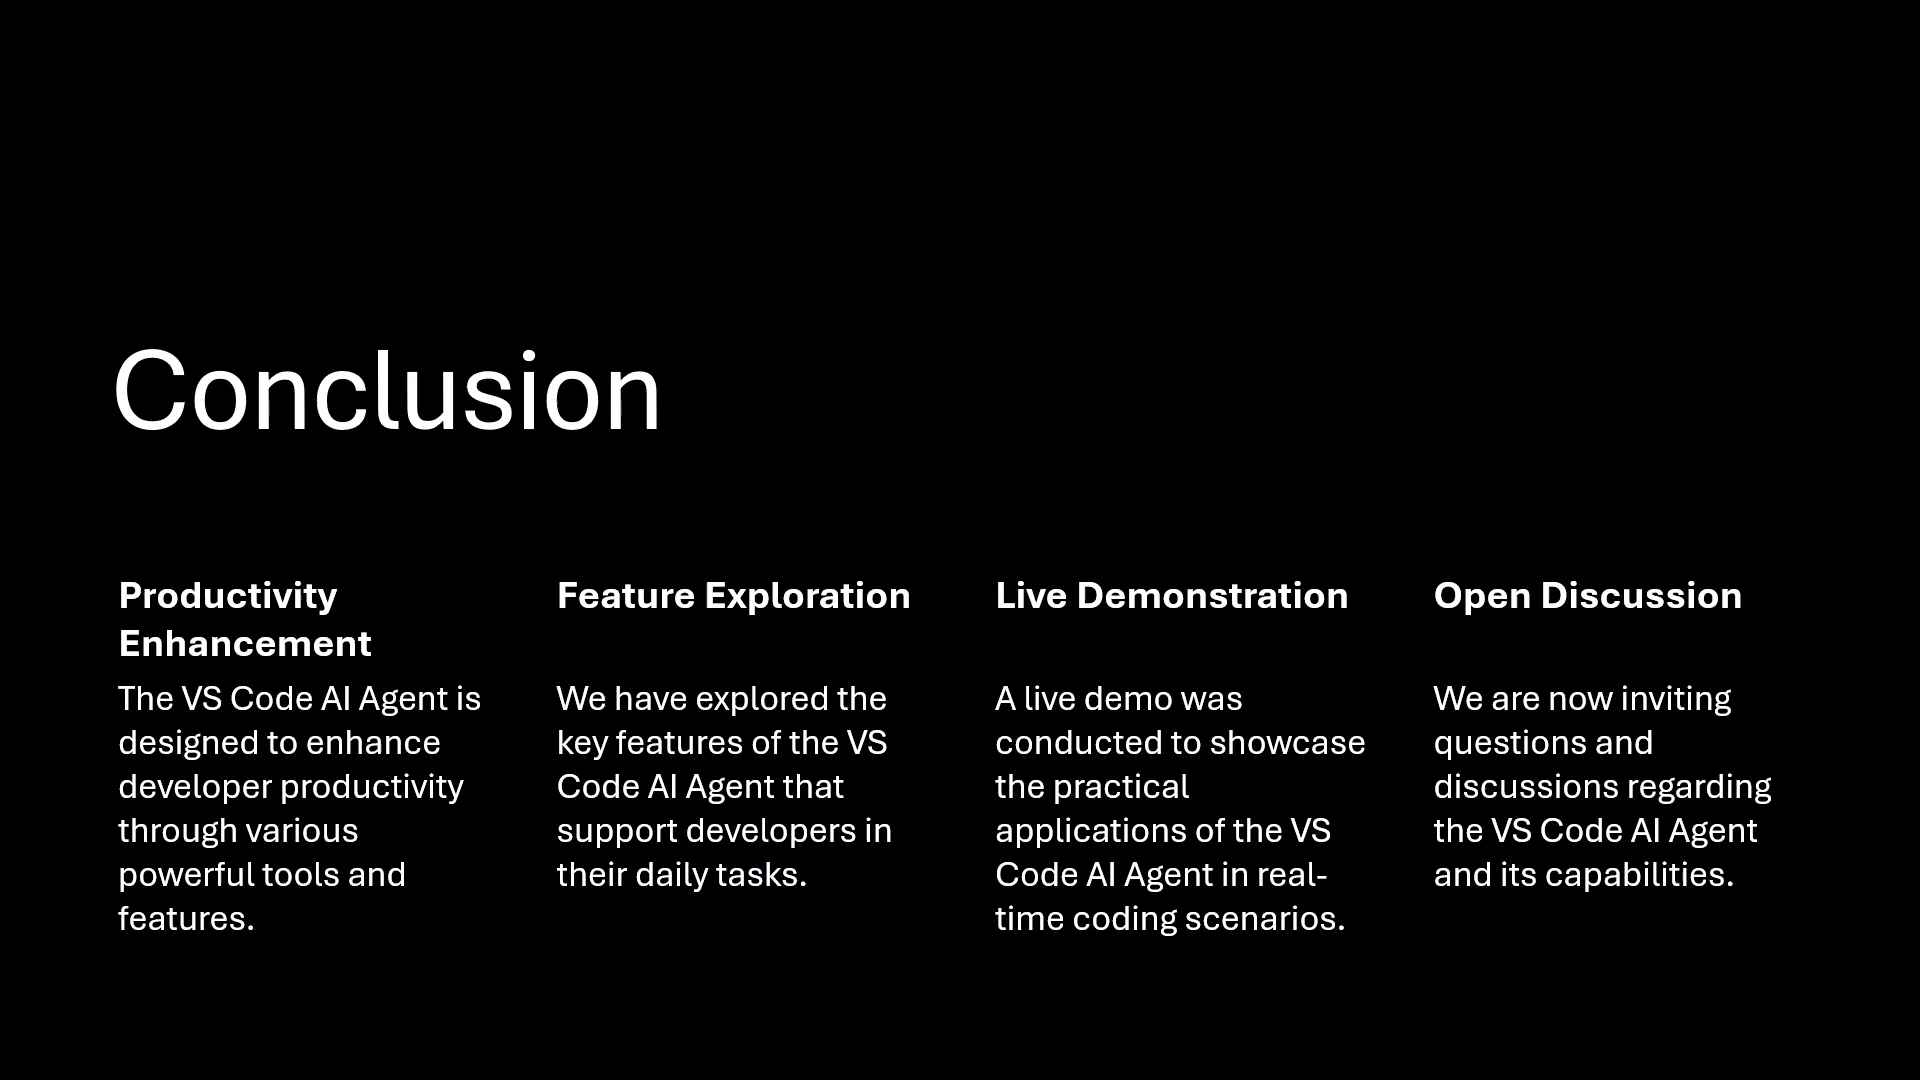 Conclusion
Productivity
Enhancement
The VS Code AI Agent is
designed to enhance
developer productivity
through various
powerful tools and
features.
Feature Exploration
We have explored the
key features of the VS
Code AI Agent that
support developers in
their daily tasks.
Live Demonstration
A live demo was
conducted to showcase
the practical
applications of the VS
Code AI Agent in real-
time coding scenarios.
Open Discussion
We are now inviting
questions and
discussions regarding
the VS Code AI Agent
and its capabilities.